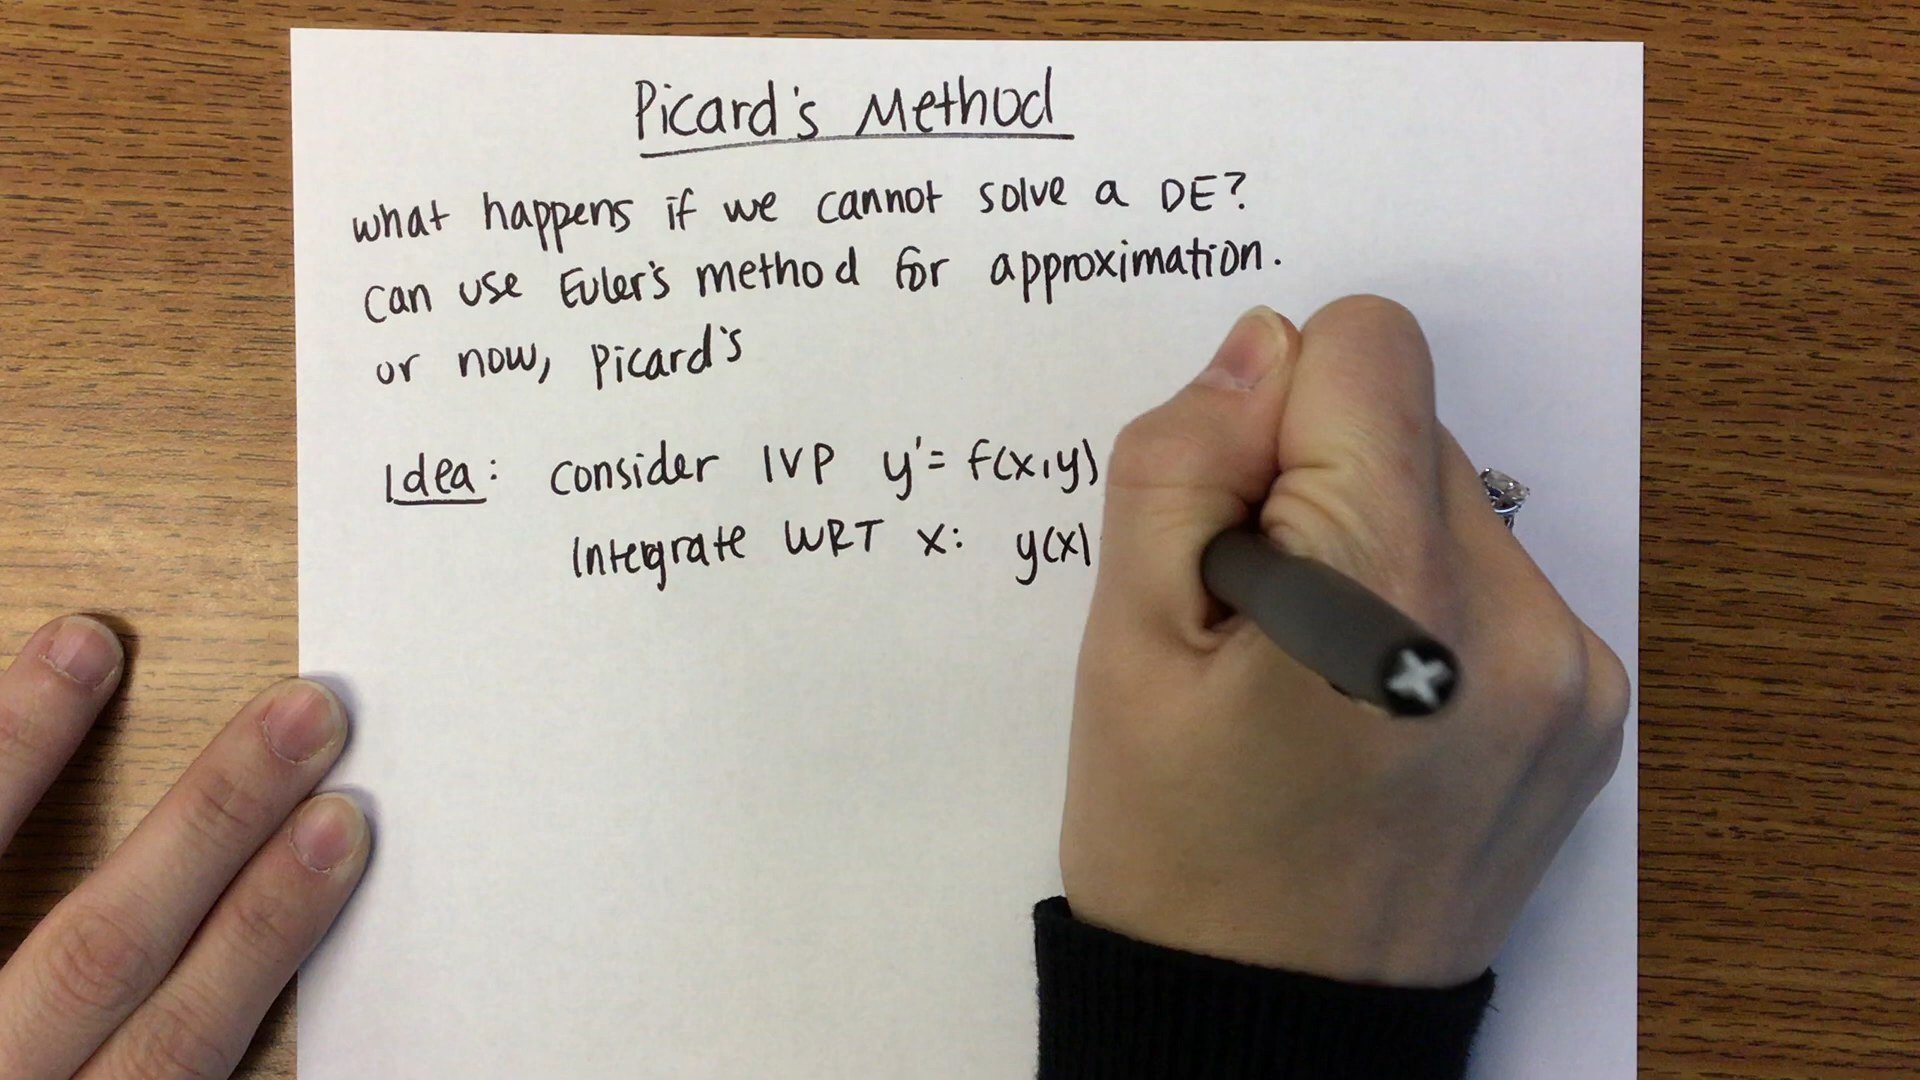 Picard's Method
what happens if we cannot solve a DE?
can use Euler's method for approximation.
or now, Picard's
Idea: consider IVP y'= f(x,y)
Integrate WRT x: y(x)